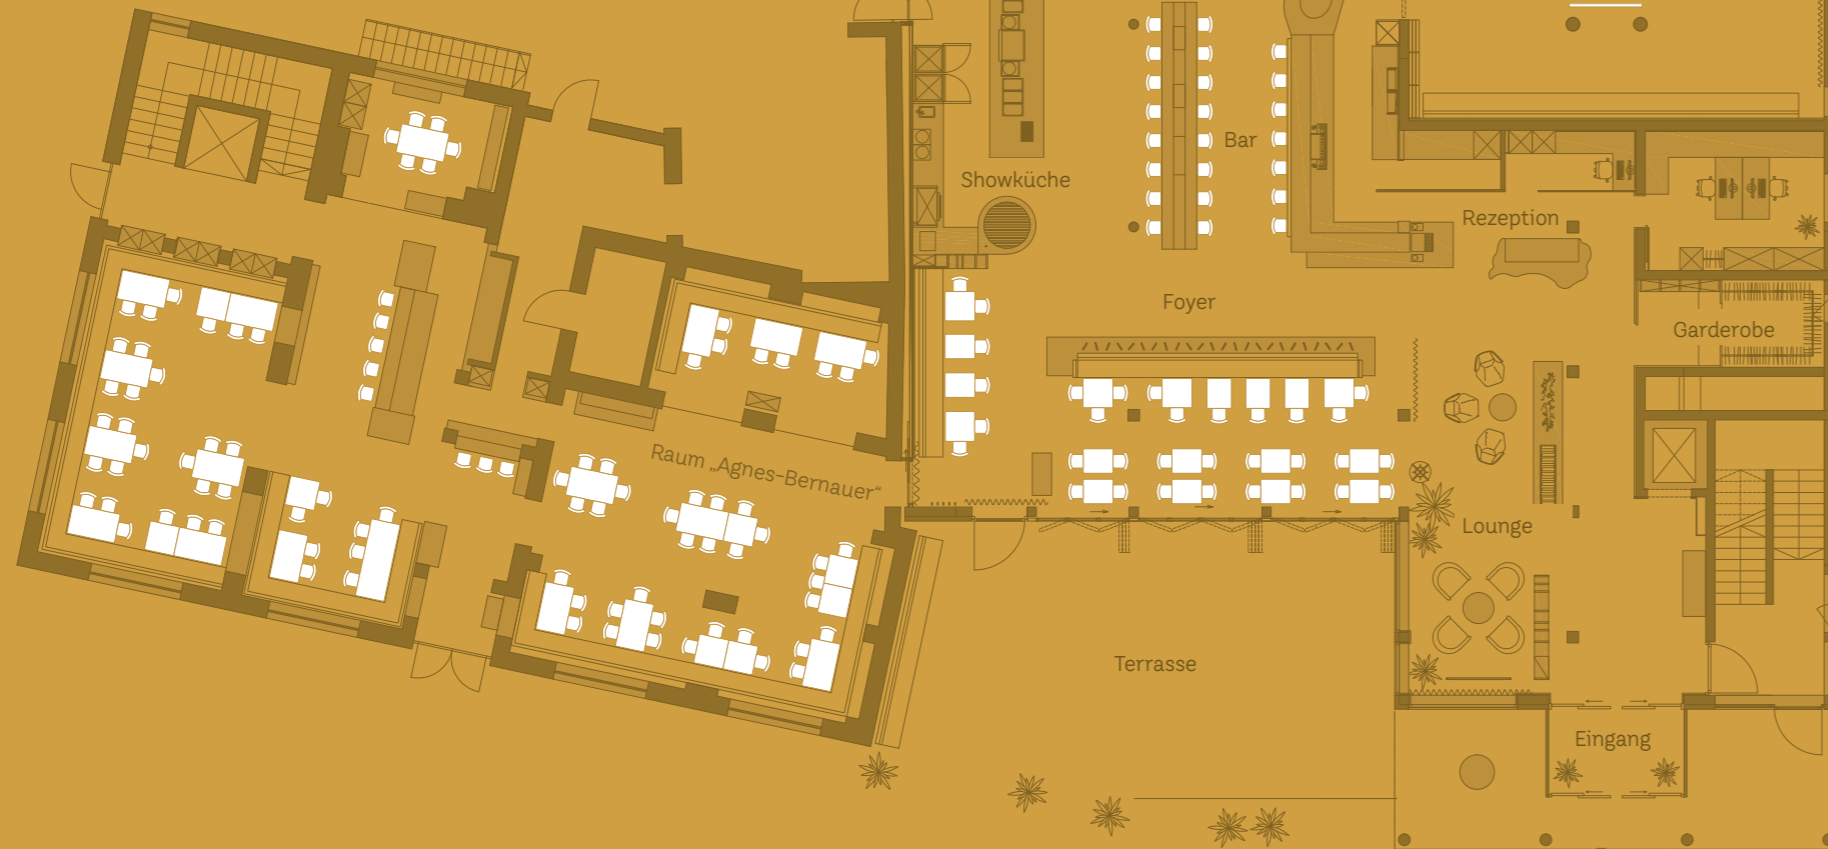 Bar
Showküche
Rezeption
Foyer
Garderobe
Raum „Agnes-Bernauer“
Lounge
Terrasse
Eingang